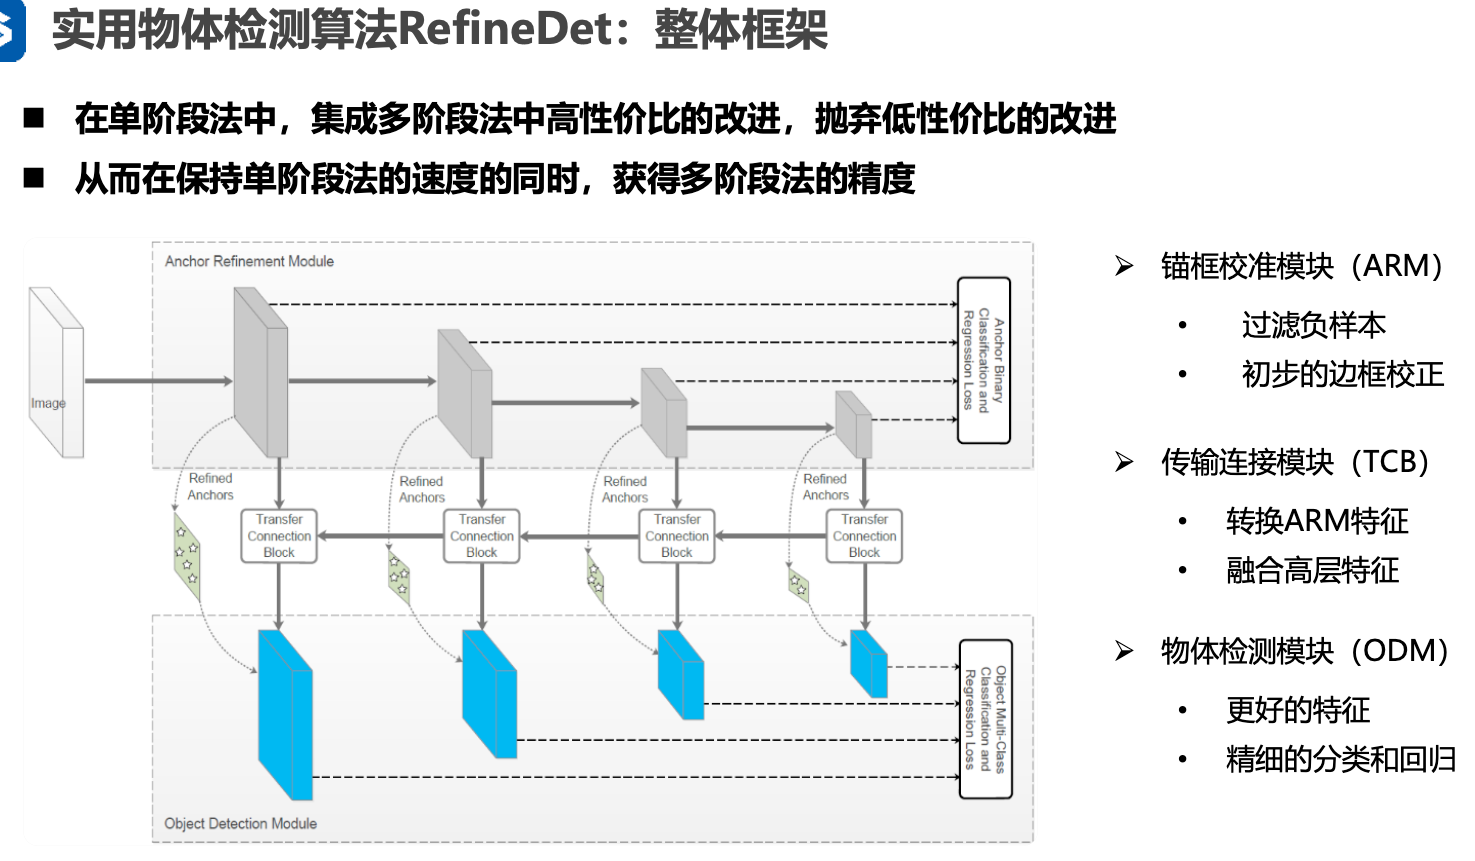 实用物体检测算法RefineDet：整体框架
■ 在单阶段法中，集成多阶段法中高性价比的改进，抛弃低性价比的改进
■ 从而在保持单阶段法的速度的同时，获得多阶段法的精度
Anchor Refinement Module
Image
Anchor Binary
Classification and
Regression Loss
Refined
Anchors
Refined
Anchors
Refined
Anchors
Refined
Anchors
Transfer
Connection
Block
Transfer
Connection
Block
Transfer
Connection
Block
Transfer
Connection
Block
Object Multi-Class
Classification and
Regression Loss
Object Detection Module
➢ 锚框校准模块（ARM）
• 过滤负样本
• 初步的边框校正
➢ 传输连接模块（TCB）
• 转换ARM特征
• 融合高层特征
➢ 物体检测模块（ODM）
• 更好的特征
• 精细的分类和回归